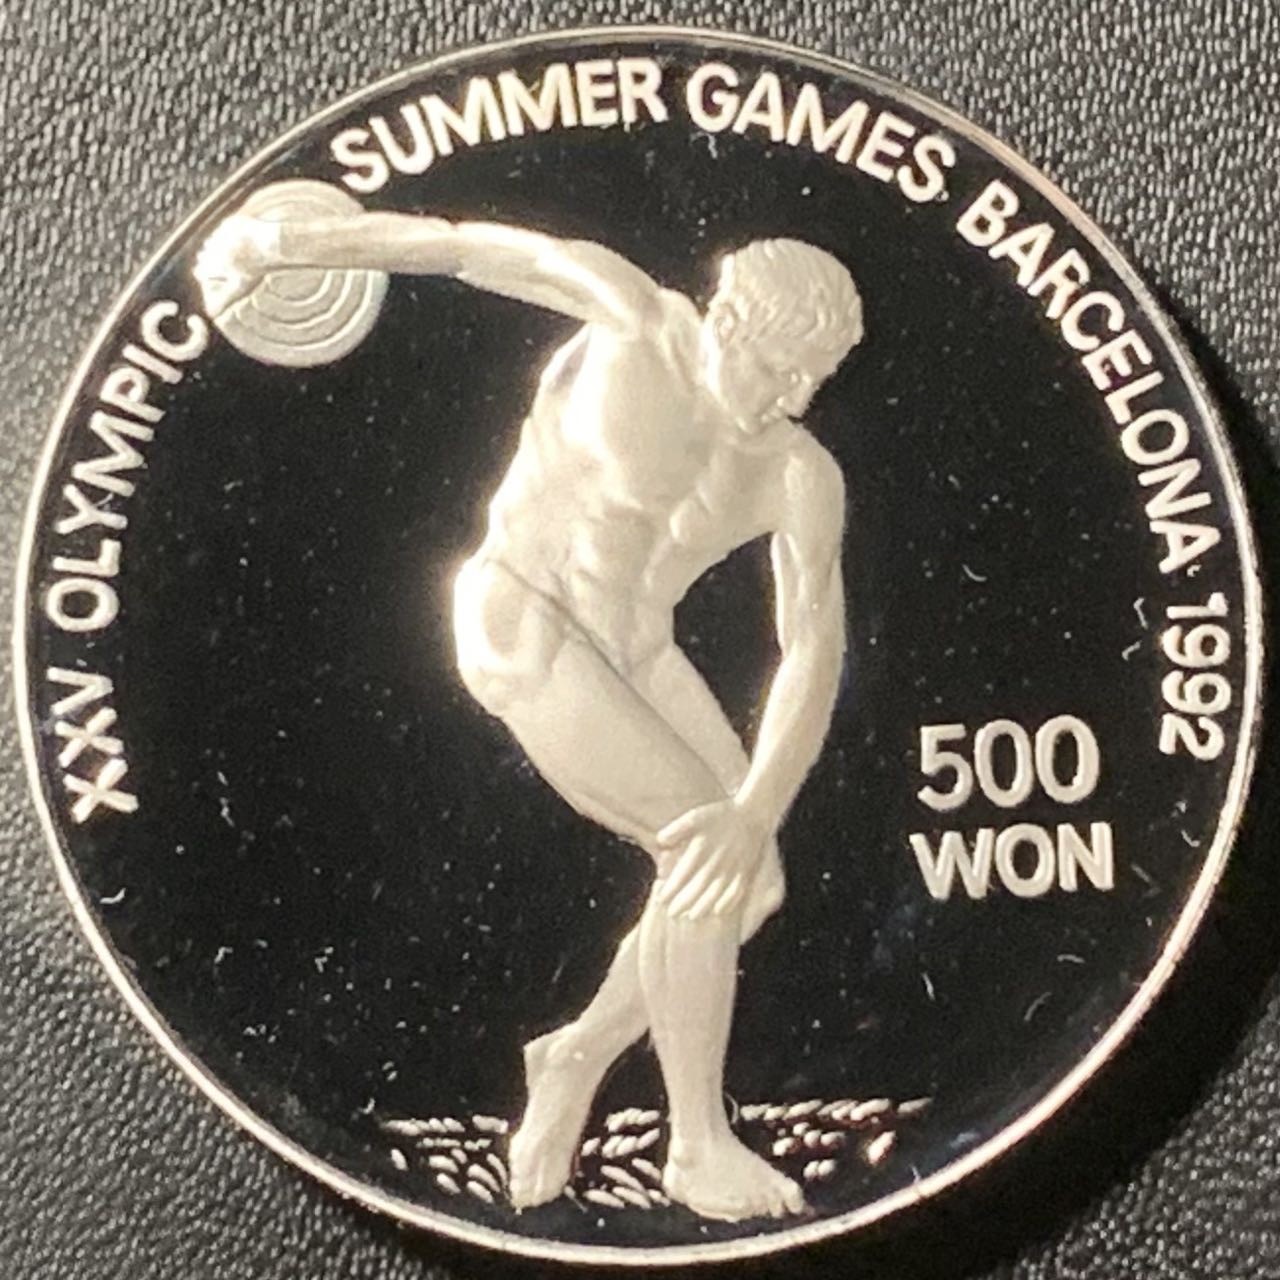 XXV OLYMPIC SUMMER GAMES BARCELONA 1992
500
WON